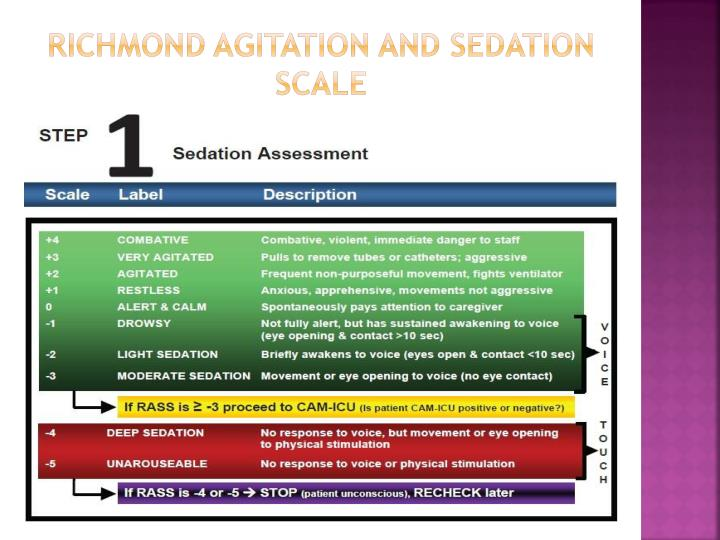 RICHMOND AGITATION AND SEDATION
SCALE
STEP 1 Sedation Assessment
Scale Label Description
+4 COMBATIVE Combative, violent, immediate danger to staff
+3 VERY AGITATED Pulls to remove tubes or catheters; aggressive
+2 AGITATED Frequent non-purposeful movement, fights ventilator
+1 RESTLESS Anxious, apprehensive, movements not aggressive
0 ALERT & CALM Spontaneously pays attention to caregiver
-1 DROWSY Not fully alert, but has sustained awakening to voice
(eye opening & contact >10 sec)
-2 LIGHT SEDATION Briefly awakens to voice (eyes open & contact <10 sec)
-3 MODERATE SEDATION Movement or eye opening to voice (no eye contact)
VOICE
If RASS is ≥ -3 proceed to CAM-ICU (Is patient CAM-ICU positive or negative?)
-4 DEEP SEDATION No response to voice, but movement or eye opening
to physical stimulation
-5 UNAROUSEABLE No response to voice or physical stimulation
TOUCH
If RASS is -4 or -5 → STOP (patient unconscious), RECHECK later